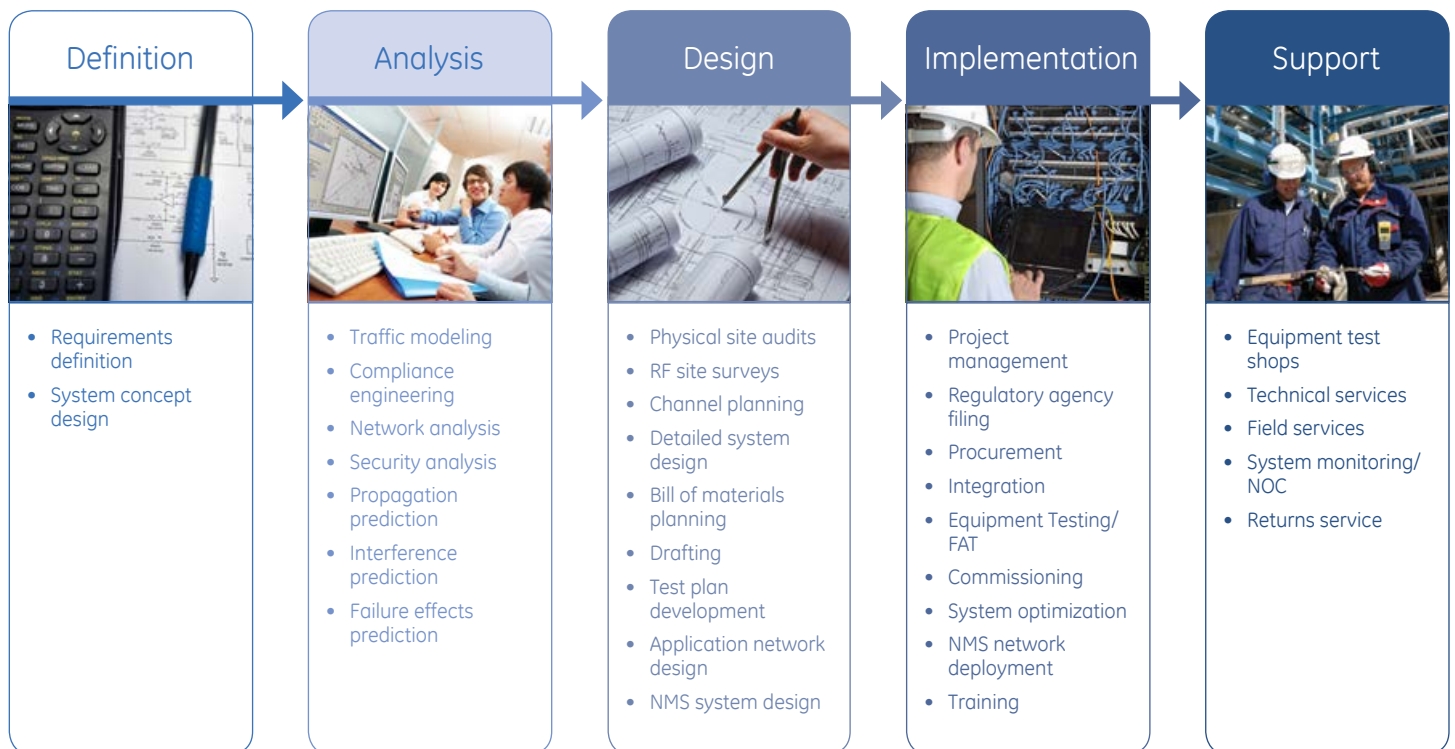 Definition
Requirements
definition
System concept
design
Analysis
Traffic modeling
Compliance
engineering
Network analysis
Security analysis
Propagation
prediction
Interference
prediction
Failure effects
prediction
Design
Physical site audits
RF site surveys
Channel planning
Detailed system
design
Bill of materials
planning
Drafting
Test plan
development
Application network
design
NMS system design
Implementation
Project
management
Regulatory agency
filing
Procurement
Integration
Equipment Testing/
FAT
Commissioning
System optimization
NMS network
deployment
Training
Support
Equipment test
shops
Technical services
Field services
System monitoring/
NOC
Returns service